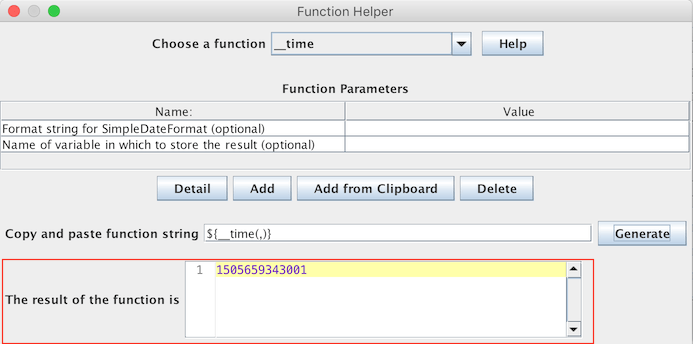 Function Helper
Choose a function __time Help
Function Parameters
Name: Value
Format string for SimpleDateFormat (optional)
Name of variable in which to store the result (optional)
Detail Add Add from Clipboard Delete
Copy and paste function string ${__time(,)} Generate
1 1505659343001
The result of the function is